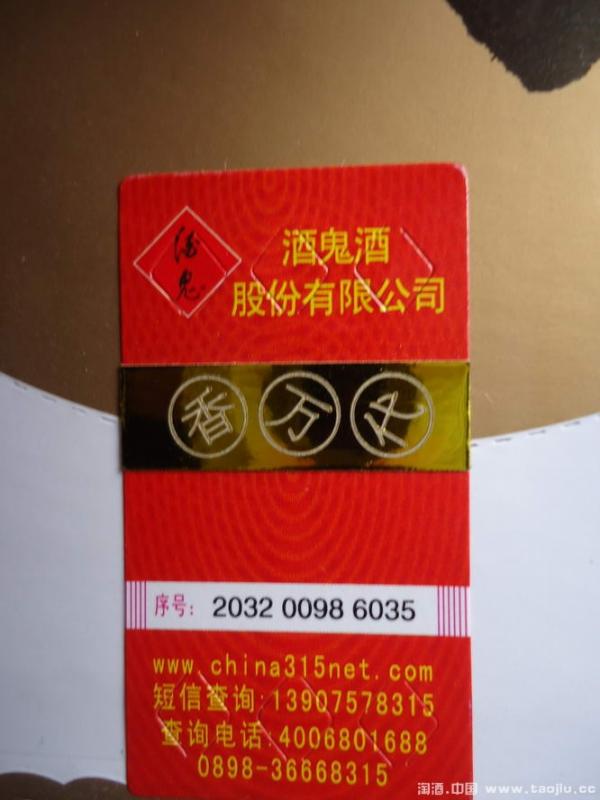 酒鬼
酒鬼酒
股份有限公司
香
万
序号: 2032 0098 6035
www.china315net.com
短信查询:13907578315
查询电话:4006801688
0898-36668315
淘酒.中国 www.taojiu.cc